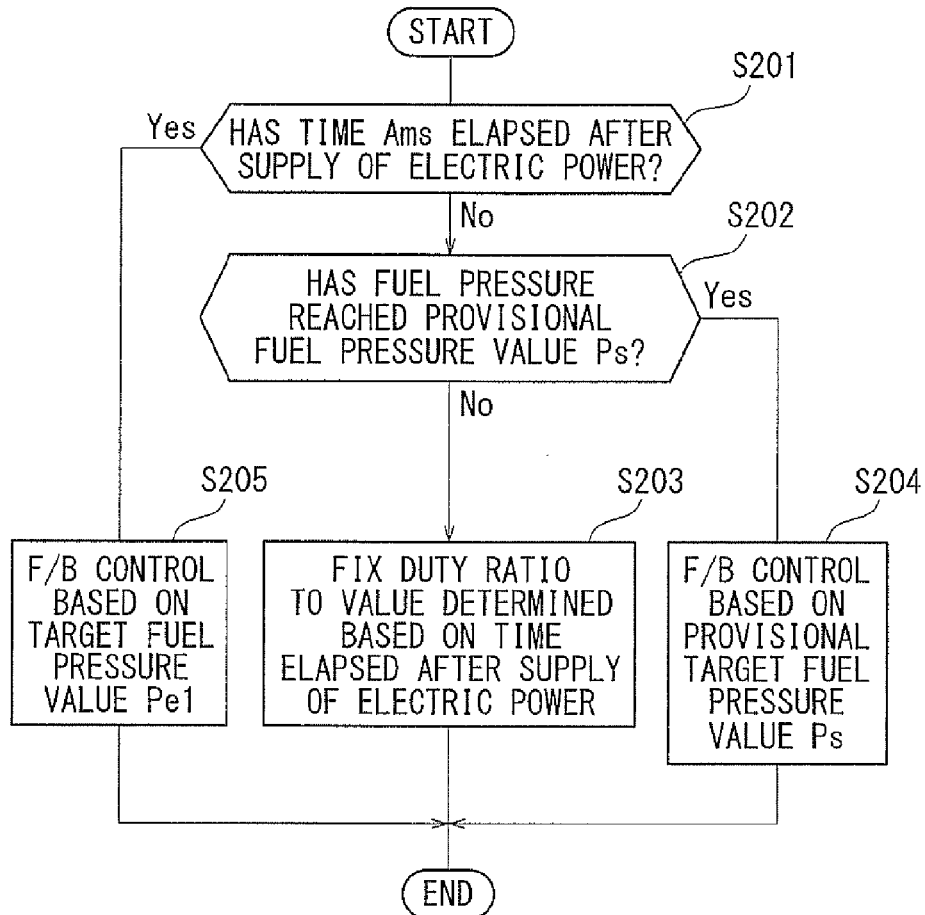 START
S201
Yes
HAS TIME Ams ELAPSED AFTER
SUPPLY OF ELECTRIC POWER?
No
S202
HAS FUEL PRESSURE
REACHED PROVISIONAL
FUEL PRESSURE VALUE Ps?
Yes
No
S205
F/B CONTROL
BASED ON
TARGET FUEL
PRESSURE
VALUE Pe1
S203
FIX DUTY RATIO
TO VALUE DETERMINED
BASED ON TIME
ELAPSED AFTER SUPPLY
OF ELECTRIC POWER
S204
F/B CONTROL
BASED ON
PROVISIONAL
TARGET FUEL
PRESSURE
VALUE Ps
END